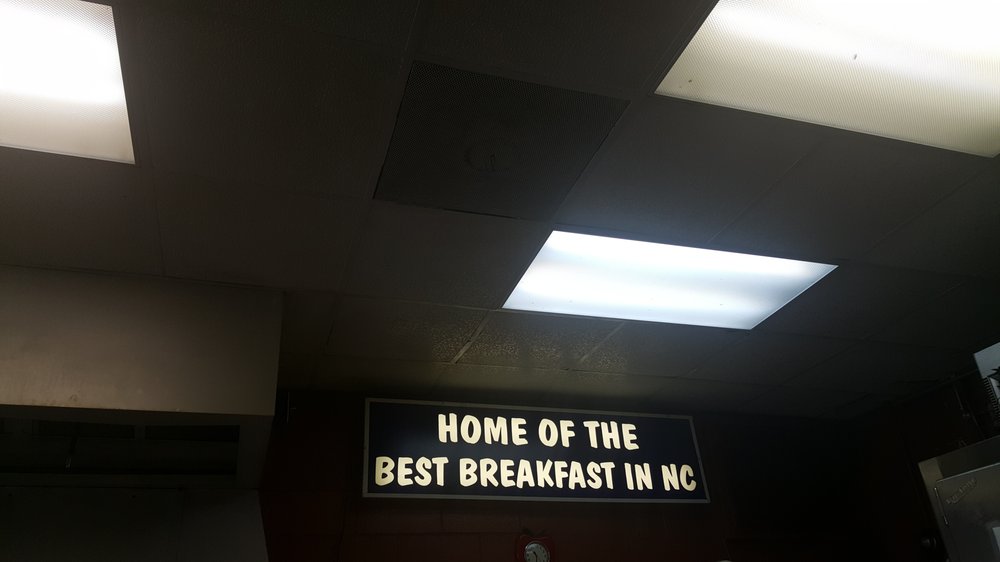 HOME OF THE
BEST BREAKFAST IN NC